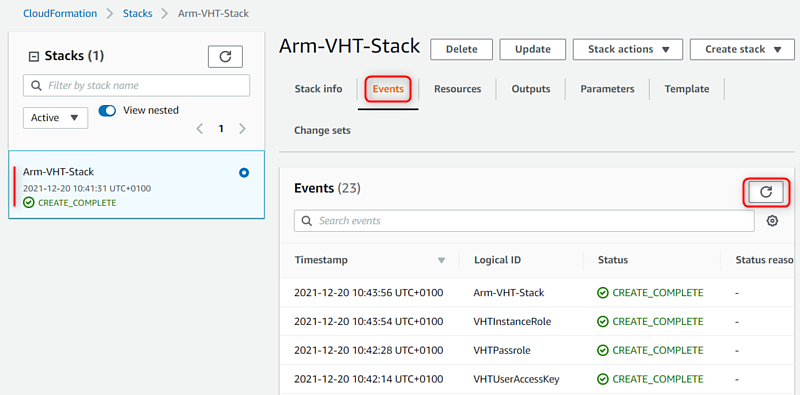 CloudFormation > Stacks > Arm-VHT-Stack
Stacks (1)
Filter by stack name
Active
View nested
1
Arm-VHT-Stack
2021-12-20 10:41:31 UTC+0100
CREATE_COMPLETE
Arm-VHT-Stack Delete Update Stack actions Create stack
Stack info Events Resources Outputs Parameters Template
Change sets
Events (23)
Search events
Timestamp Logical ID Status Status reaso
2021-12-20 10:43:56 UTC+0100 Arm-VHT-Stack CREATE_COMPLETE -
2021-12-20 10:43:54 UTC+0100 VHTInstanceRole CREATE_COMPLETE -
2021-12-20 10:42:28 UTC+0100 VHTPassrole CREATE_COMPLETE -
2021-12-20 10:42:14 UTC+0100 VHTUserAccessKey CREATE_COMPLETE -